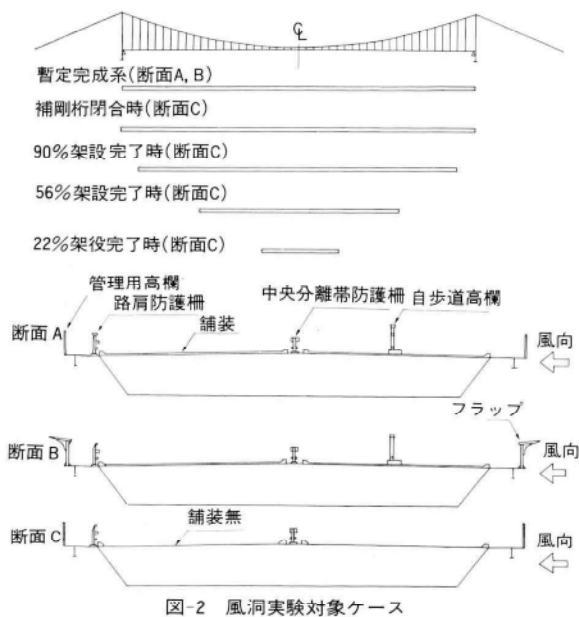 CL
暫定完成系(断面A, B)
補剛桁閉合時(断面C)
90%架設完了時(断面C)
56%架設完了時(断面C)
22%架役完了時(断面C)
管理用高欄
路肩防護柵
舗装
中央分離帯防護柵
自歩道高欄
断面 A
風向
フラップ
断面B
風向
舗装無
断面 C
風向
図-2 風洞実験対象ケース